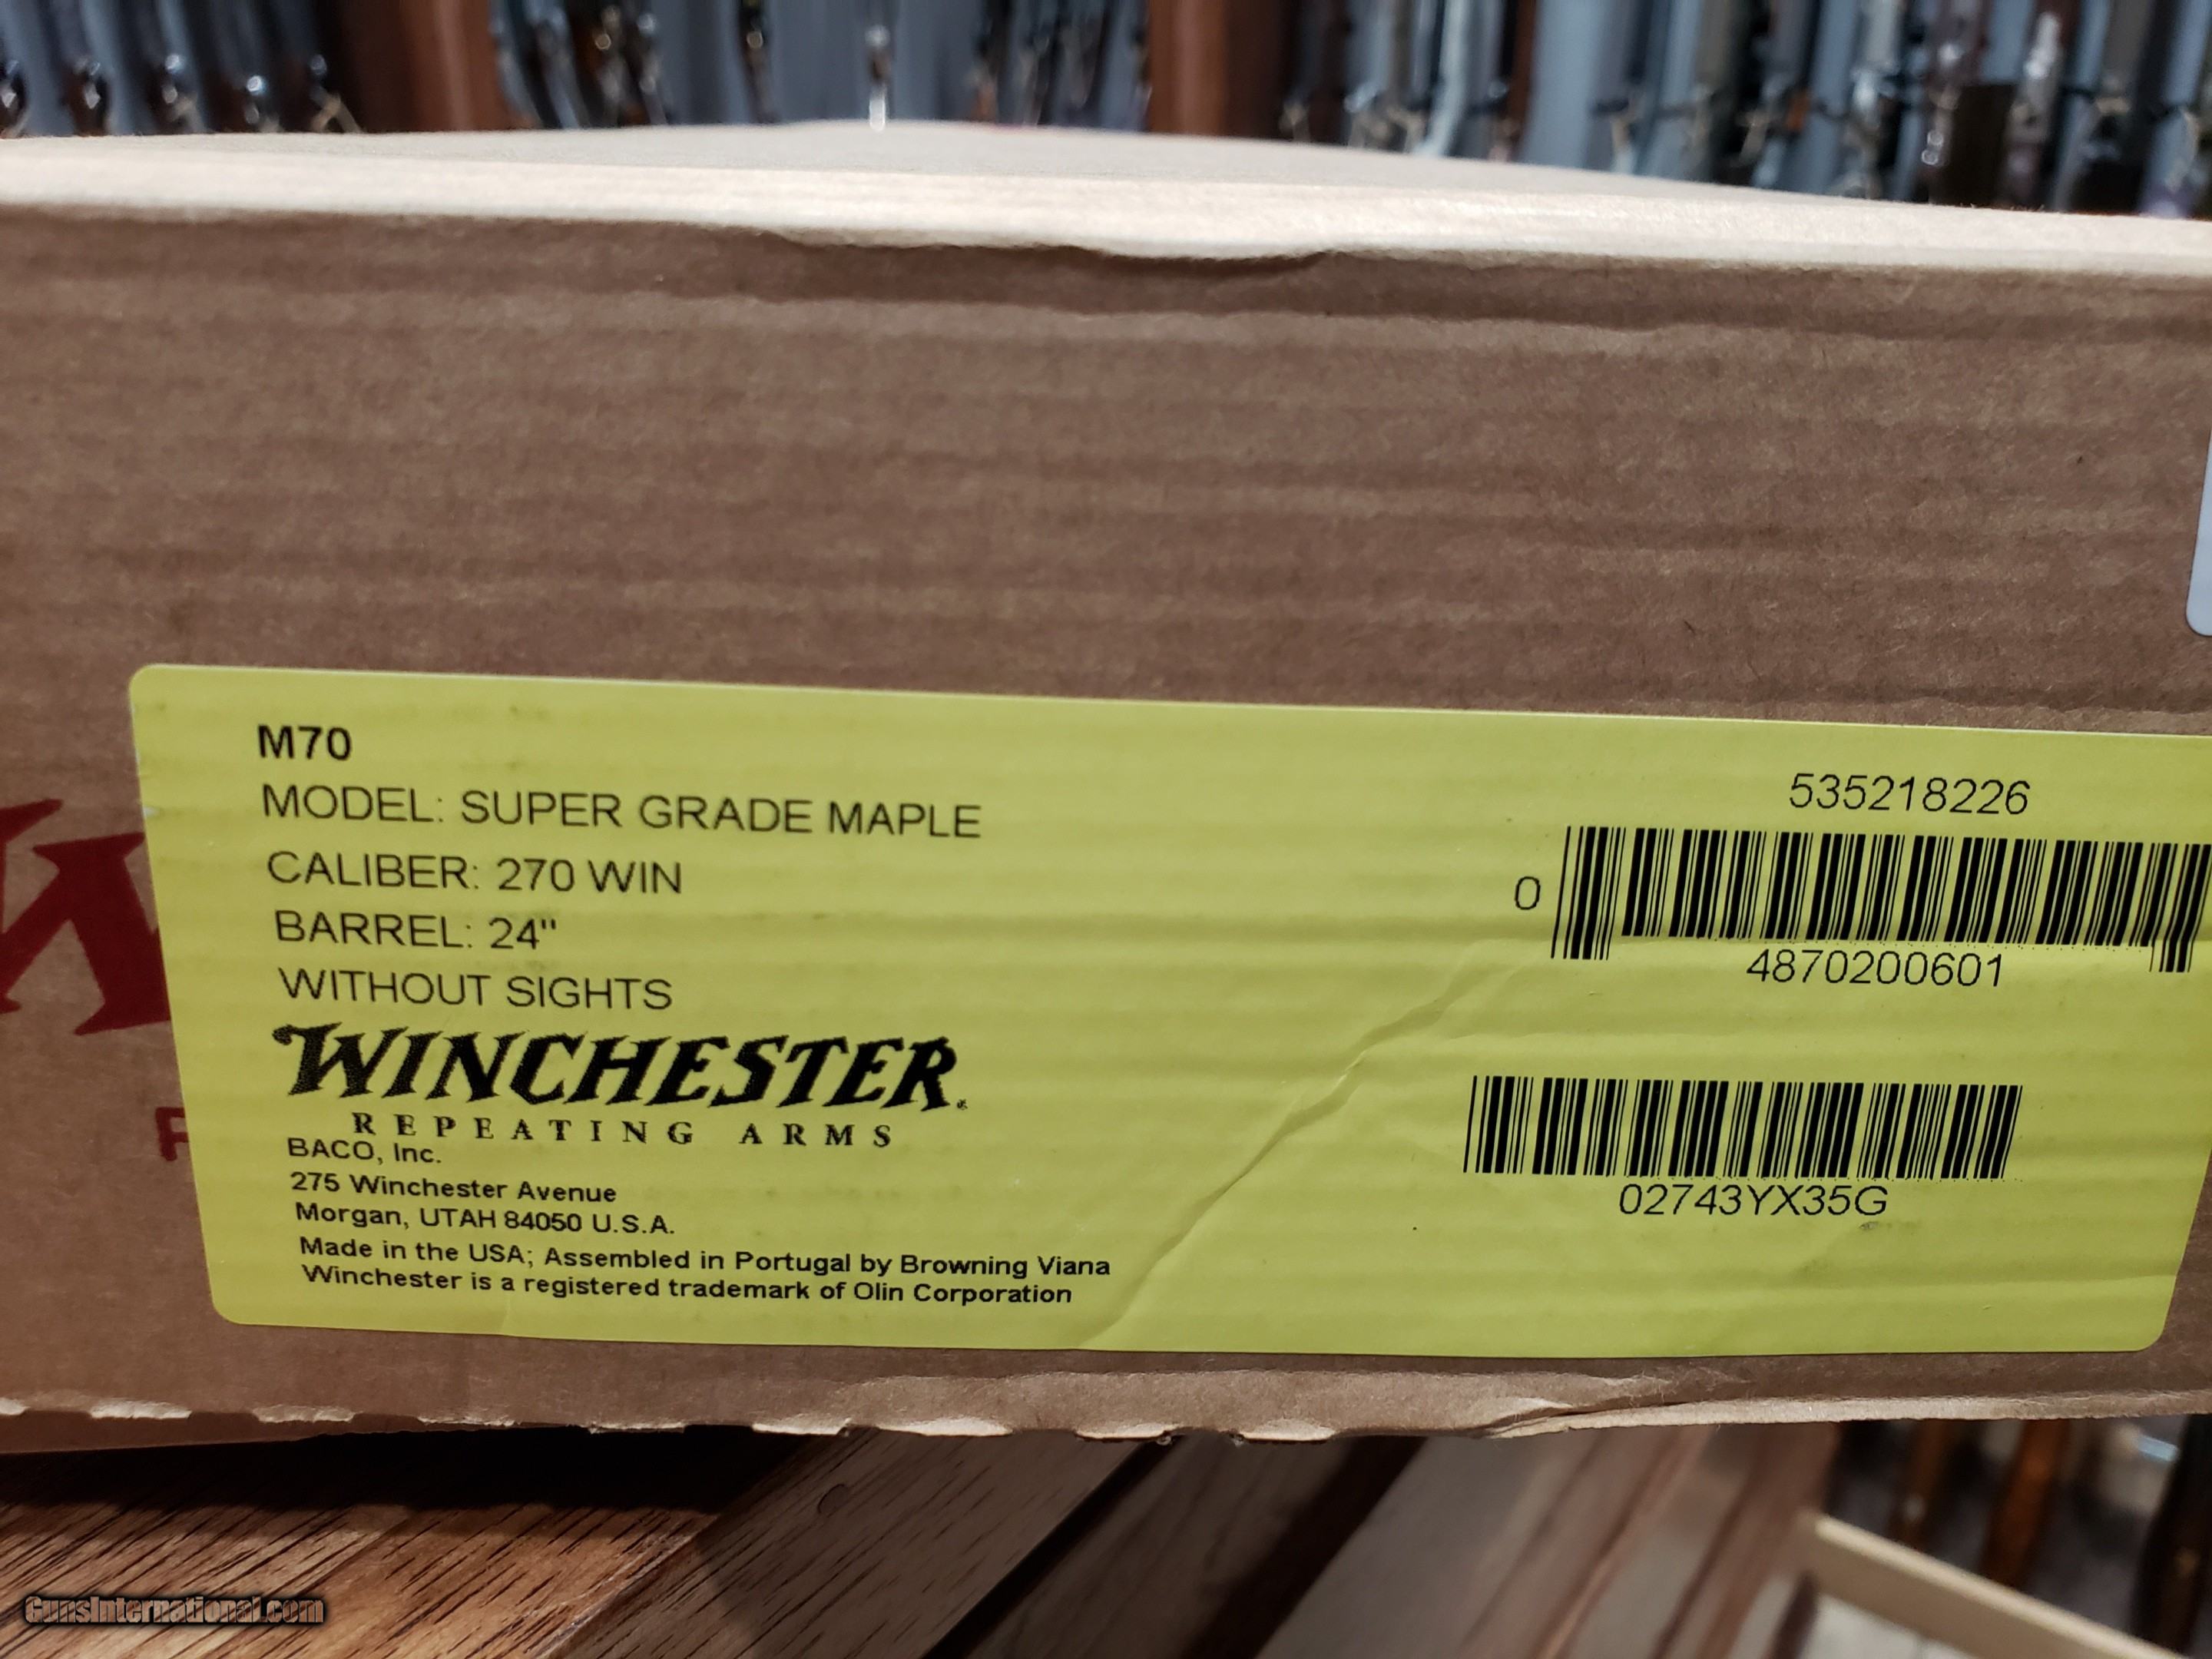 M70
MODEL: SUPER GRADE MAPLE
CALIBER: 270 WIN
BARREL: 24"
WITHOUT SIGHTS
WINCHESTER.
REPEATING ARMS
BACO, Inc.
275 Winchester Avenue
Morgan, UTAH 84050 U.S.A.
Made in the USA; Assembled in Portugal by Browning Viana
Winchester is a registered trademark of Olin Corporation
535218226
0
4870200601
02743YX35G
GunsInternational.com